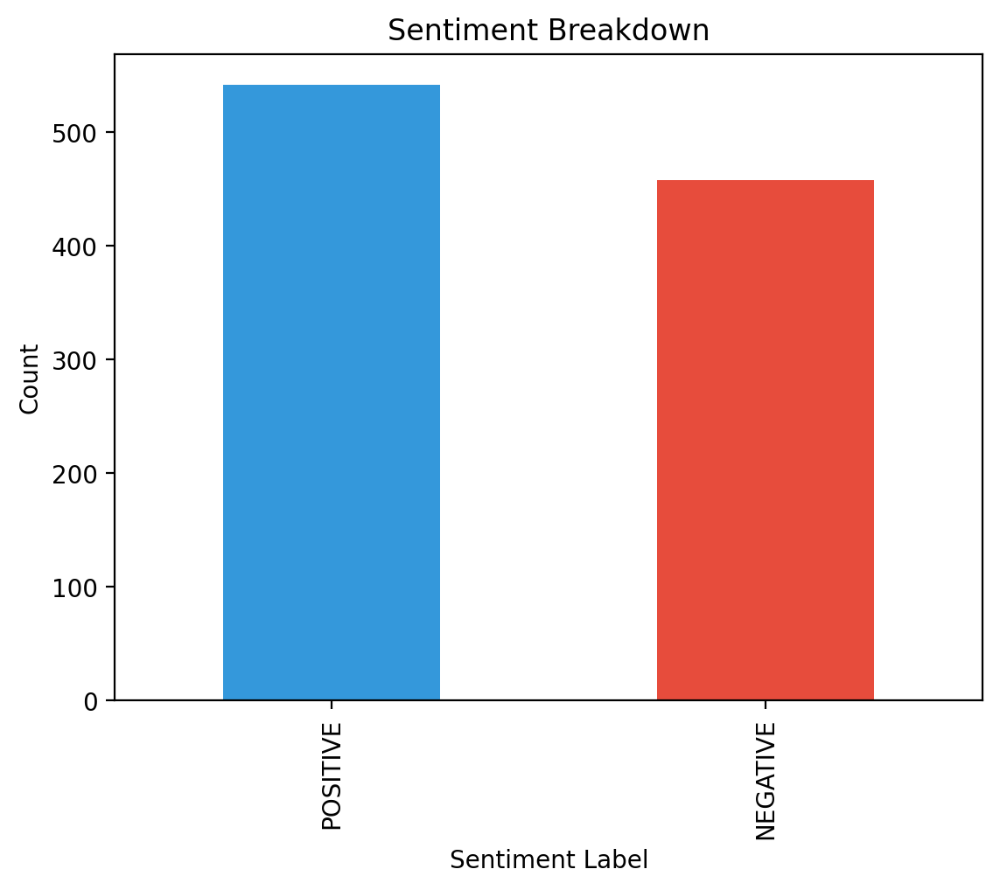 Sentiment Breakdown
500
400
300
200
100
0
Count
POSITIVE
NEGATIVE
Sentiment Label